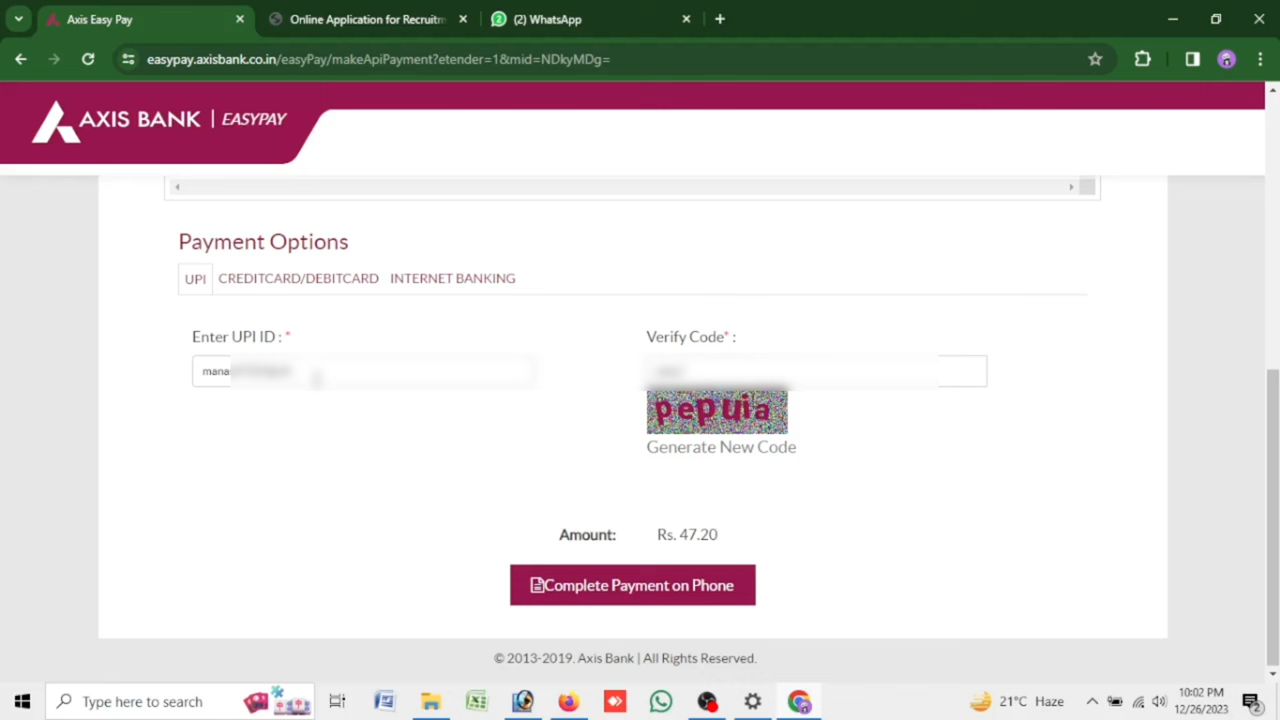 Axis Easy Pay
Online Application for Recruitm
(2) WhatsApp
easypay.axisbank.co.in/easyPay/makeApiPayment?etender=1&mid=NDkyMDg=
AXIS BANK | EASYPAY
Payment Options
UPI CREDITCARD/DEBITCARD INTERNET BANKING
Enter UPI ID : *
Verify Code* :
mana
pepuia
Generate New Code
Amount: Rs. 47.20
Complete Payment on Phone
© 2013-2019. Axis Bank | All Rights Reserved.
Type here to search
21°C Haze
10:02 PM
12/26/2023
2